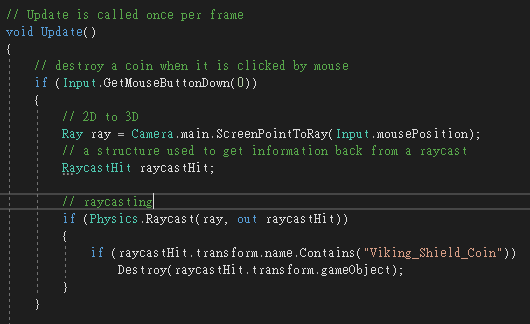 // Update is called once per frame
void Update()
{
// destroy a coin when it is clicked by mouse
if (Input.GetMouseButtonDown(0))
{
// 2D to 3D
Ray ray = Camera.main.ScreenPointToRay(Input.mousePosition);
// a structure used to get information back from a raycast
RaycastHit raycastHit;
// raycasting
if (Physics.Raycast(ray, out raycastHit))
{
if (raycastHit.transform.name.Contains("Viking_Shield_Coin"))
Destroy(raycastHit.transform.gameObject);
}
}